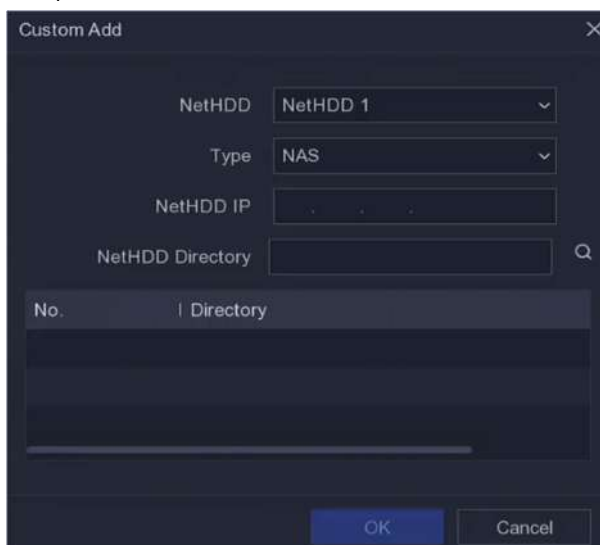 Custom Add
NetHDD NetHDD 1
Type NAS
NetHDD IP . . .
NetHDD Directory
No. Directory
OK Cancel